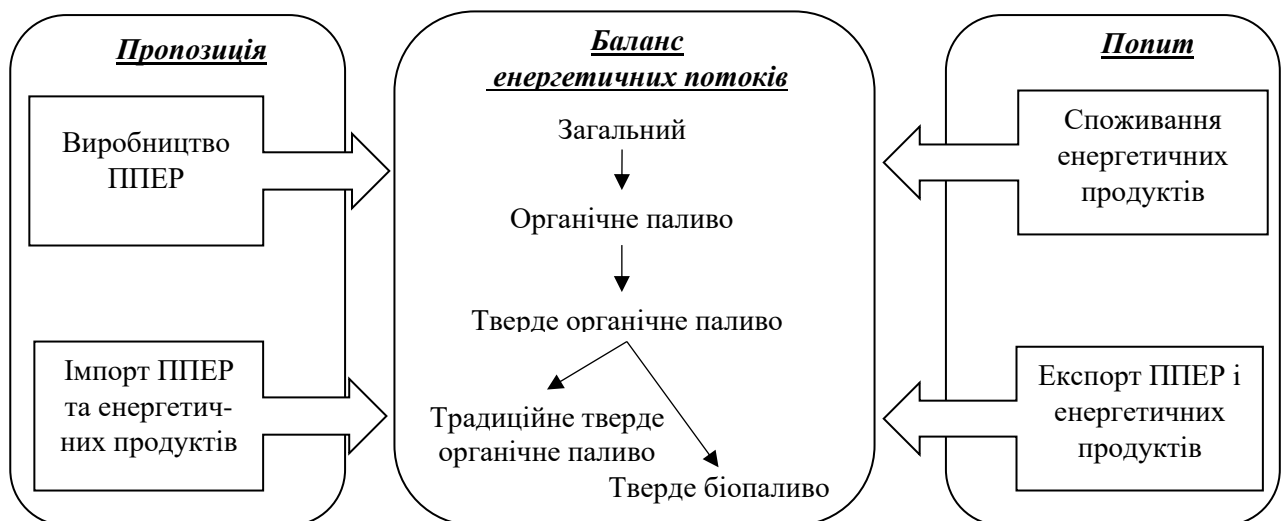 Пропозиція
Виробництво
ППЕР
Імпорт ППЕР
та енергетич-
них продуктів
Баланс
енергетичних потоків
Загальний
Органічне паливо
Тверде органічне паливо
Традиційне тверде
органічне паливо
Тверде біопаливо
Попит
Споживання
енергетичних
продуктів
Експорт ППЕР і
енергетичних
продуктів